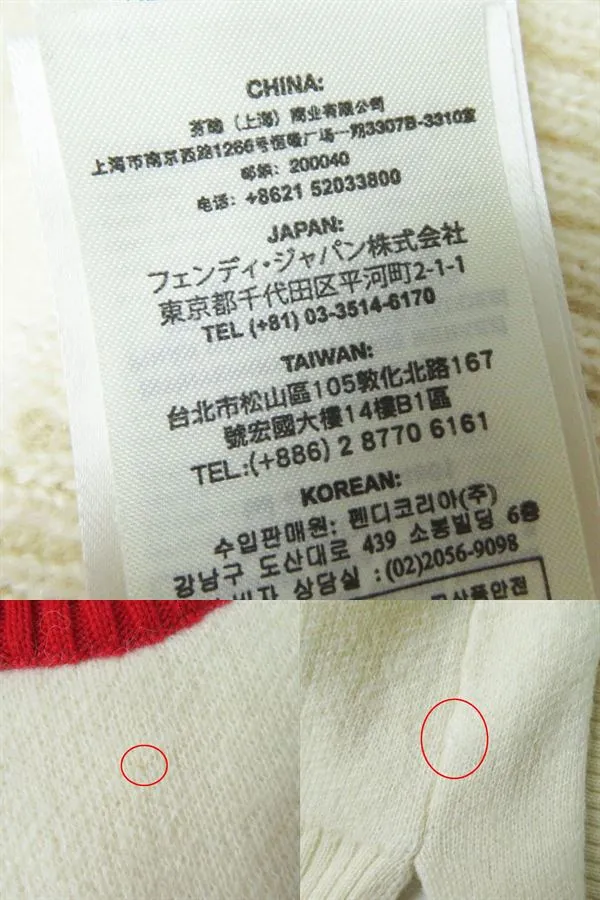 CHINA:
芬迪（上海）商业有限公司
上海市南京西路1266号恒隆广场一期3307B-3310室
邮编: 200040
电话: +8621 52033800
JAPAN:
フェンディ・ジャパン株式会社
東京都千代田区平河町2-1-1
TEL (+81) 03-3514-6170
TAIWAN:
台北市松山區105敦化北路167
號宏國大樓14樓B1區
TEL:(+886) 2 8770 6161
KOREAN:
수입판매원: 펜디코리아(주)
강남구 도산대로 439 소봉빌딩 6층
상담실 : (02)2056-9098